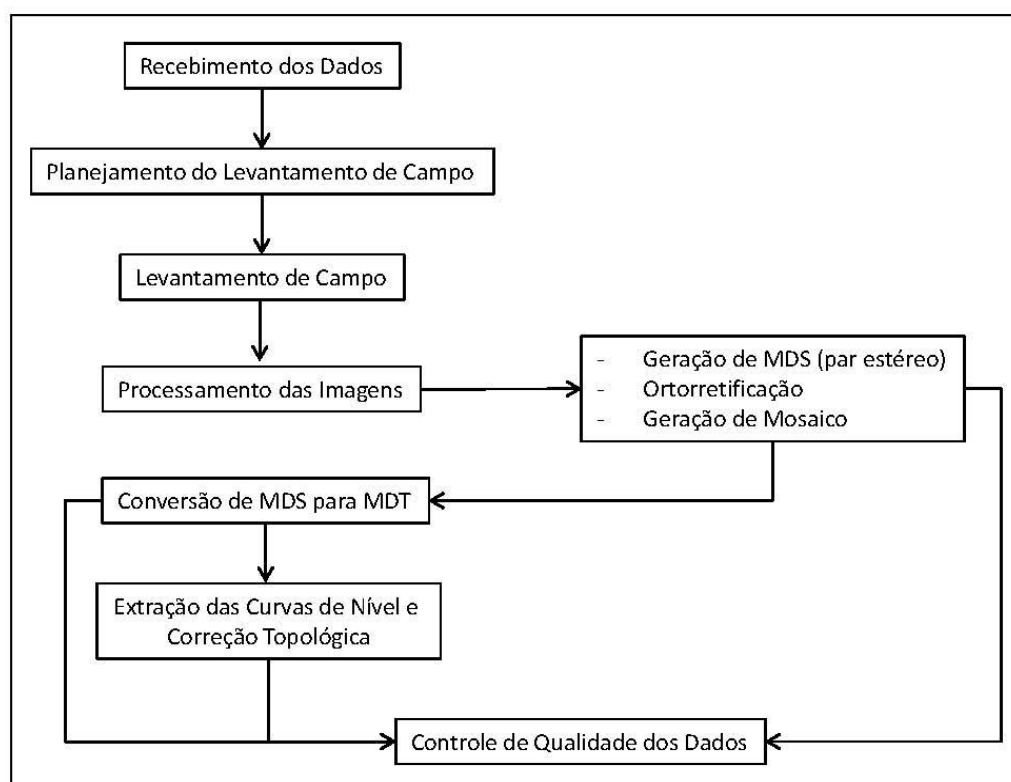 Recebimento dos Dados
Planejamento do Levantamento de Campo
Levantamento de Campo
Processamento das Imagens
- Geração de MDS (par estéreo)
- Ortorretificação
- Geração de Mosaico
Conversão de MDS para MDT
Extração das Curvas de Nível e
Correção Topológica
Controle de Qualidade dos Dados